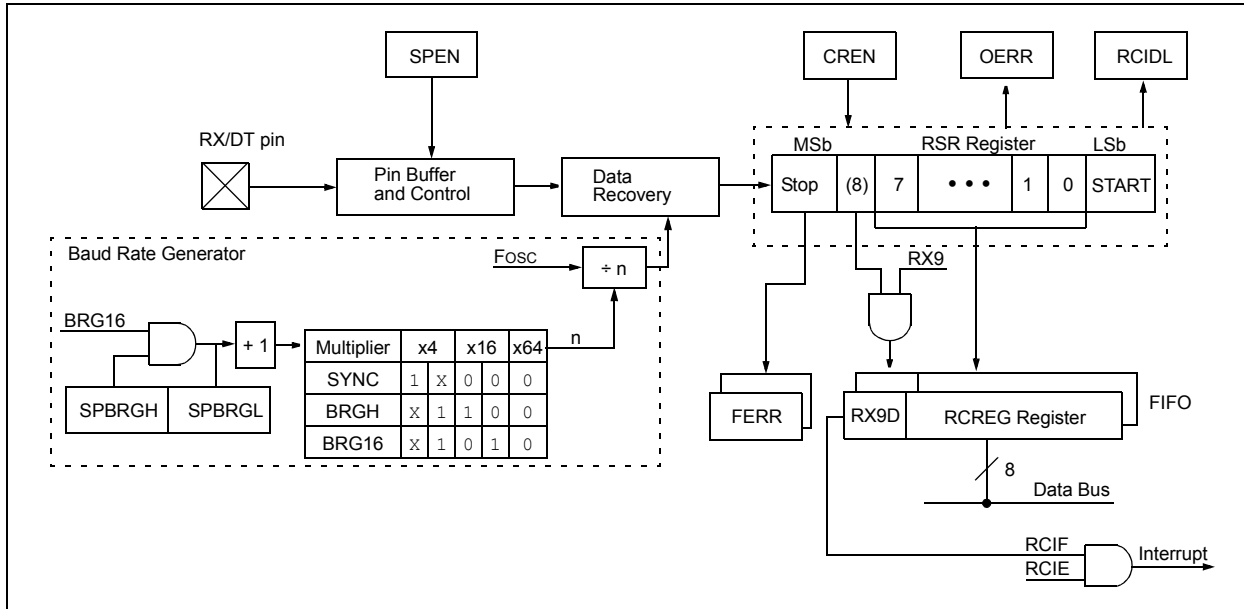 SPEN
CREN
OERR
RCIDL
RX/DT pin
Pin Buffer
and Control
Data
Recovery
MSb
RSR Register
LSb
Stop
(8)
7
• • •
1
0
START
Baud Rate Generator
FOSC
÷ n
RX9
BRG16
+ 1
n
Multiplier x4 x16 x64
SYNC 1 X 0 0 0
BRGH X 1 1 0 0
BRG16 X 1 0 1 0
SPBRGH
SPBRGL
FERR
RX9D
RCREG Register
FIFO
8
Data Bus
RCIF
RCIE
Interrupt